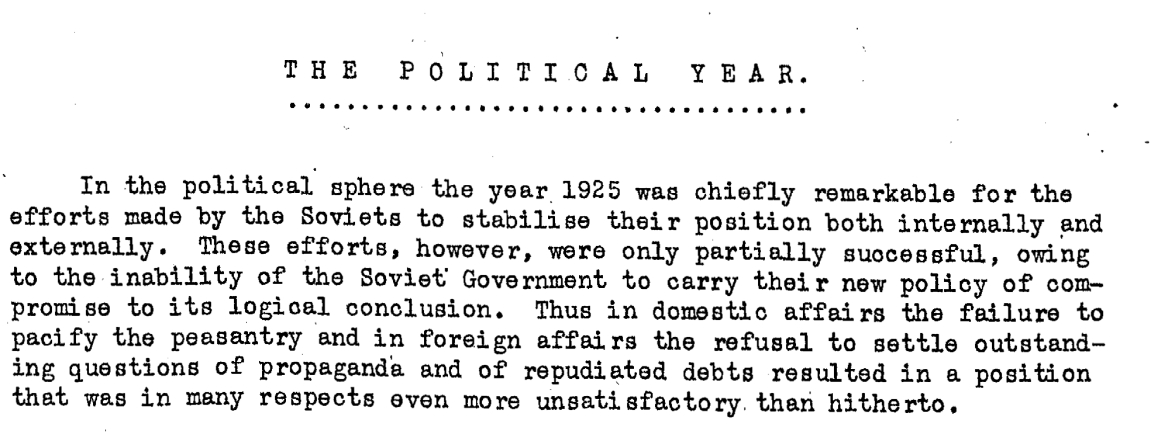 THE POLITICAL YEAR.
In the political sphere the year 1925 was chiefly remarkable for the
efforts made by the Soviets to stabilise their position both internally and
externally. These efforts, however, were only partially successful, owing
to the inability of the Soviet Government to carry their new policy of com-
promise to its logical conclusion. Thus in domestic affairs the failure to
pacify the peasantry and in foreign affairs the refusal to settle outstand-
ing questions of propaganda and of repudiated debts resulted in a position
that was in many respects even more unsatisfactory than hitherto.